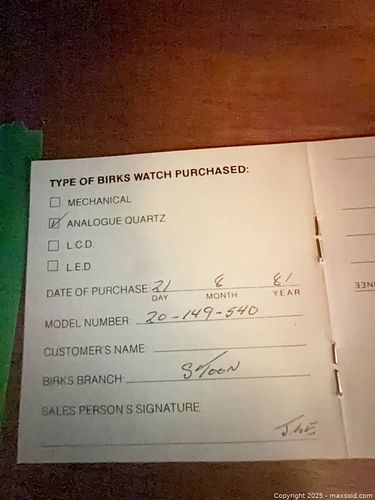 TYPE OF BIRKS WATCH PURCHASED:
MECHANICAL
ANALOGUE QUARTZ
L.C.D.
L.E.D.
DATE OF PURCHASE 21 8 81
DAY MONTH YEAR
MODEL NUMBER: 20-149-540
CUSTOMER'S NAME:
BIRKS BRANCH: S'TOON
SALES PERSON'S SIGNATURE:
Copyright © 2025 - maxsold.com